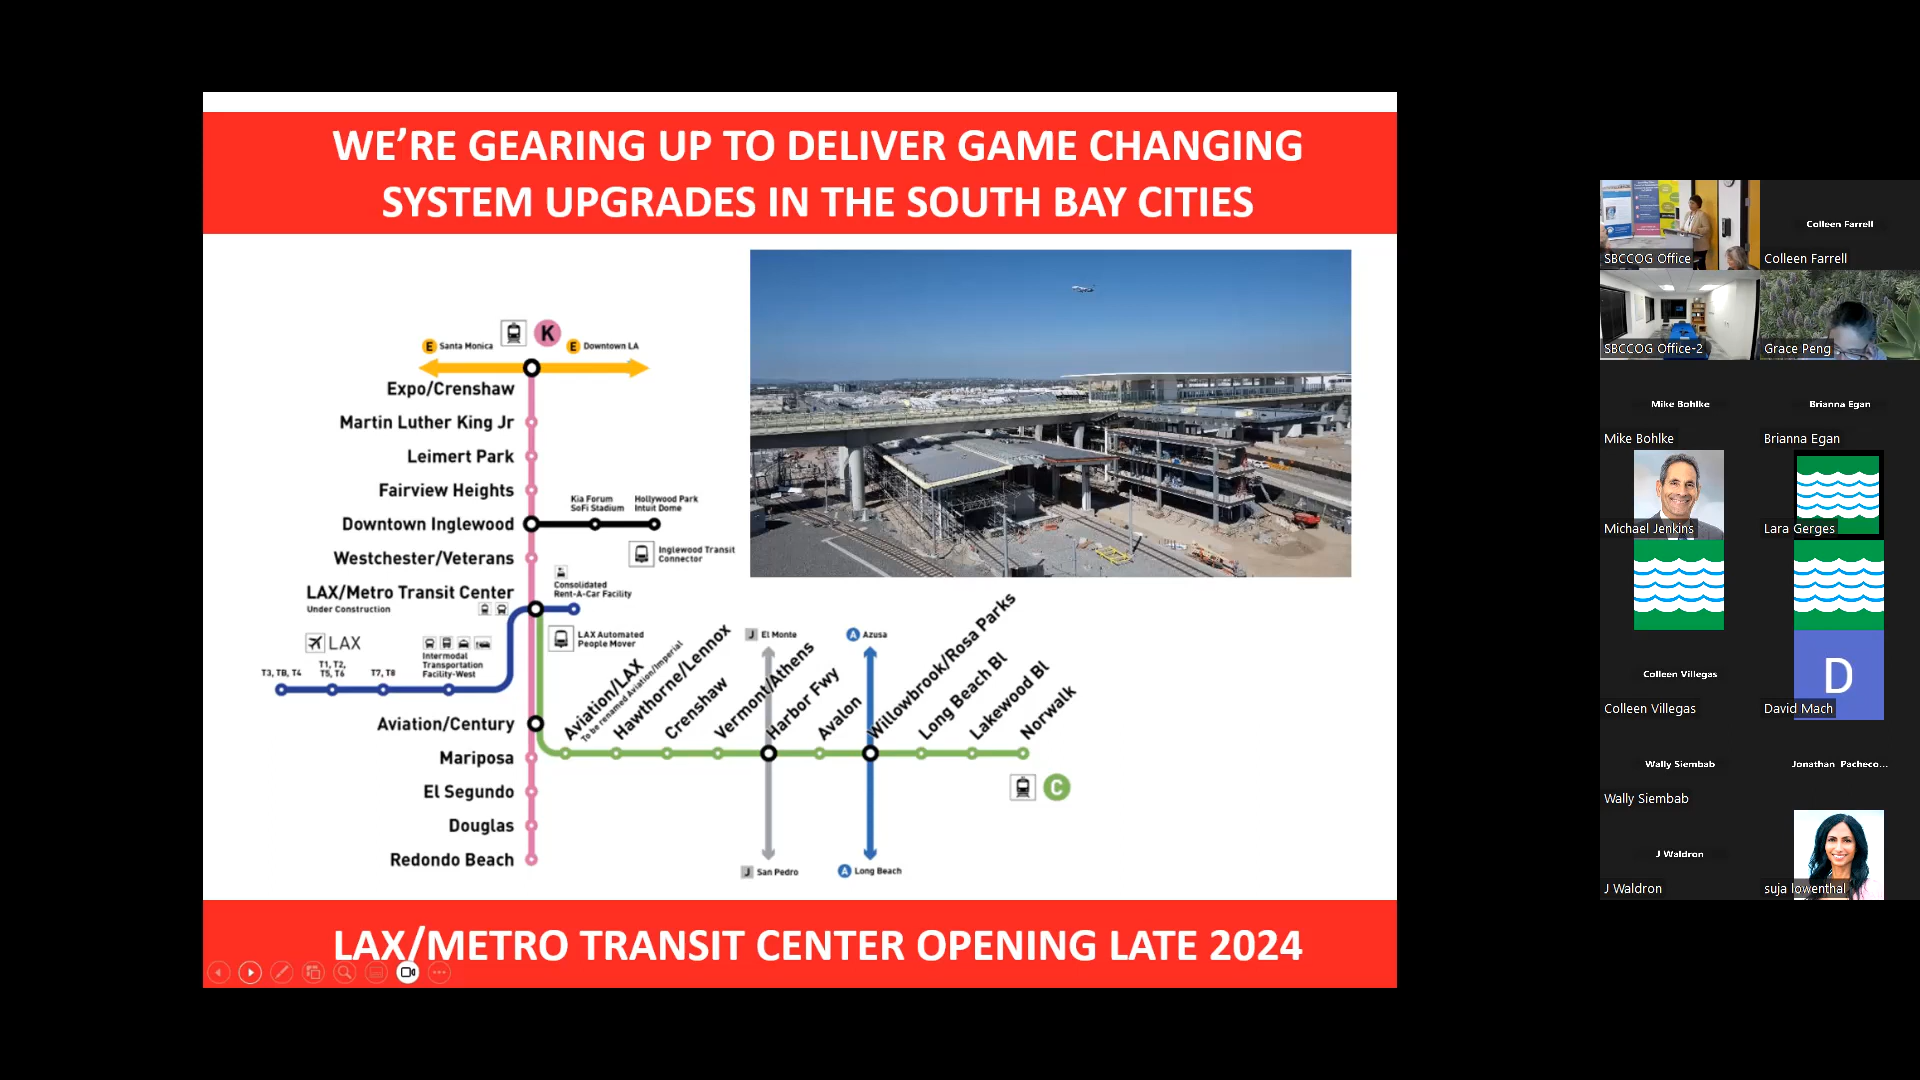 WE’RE GEARING UP TO DELIVER GAME CHANGING
SYSTEM UPGRADES IN THE SOUTH BAY CITIES
K
E Santa Monica
E Downtown LA
Expo/Crenshaw
Martin Luther King Jr
Leimert Park
Fairview Heights
Downtown Inglewood
Kia Forum
SoFi Stadium
Hollywood Park
Intuit Dome
Inglewood Transit
Connector
Westchester/Veterans
LAX/Metro Transit Center
Under Construction
Consolidated
Rent-A-Car Facility
LAX Automated
People Mover
LAX
Intermodal
Transportation
Facility-West
T3, TB, T4
T1, T2,
T5, T6
T7, T8
Aviation/Century
Mariposa
El Segundo
Douglas
Redondo Beach
Aviation/LAX
To be renamed Aviation/Imperial
Hawthorne/Lennox
Crenshaw
Vermont/Athens
Harbor Fwy
Avalon
Willowbrook/Rosa Parks
Long Beach Bl
Lakewood Bl
Norwalk
J El Monte
A Azusa
J San Pedro
A Long Beach
C
LAX/METRO TRANSIT CENTER OPENING LATE 2024
SBCCOG Office
Colleen Farrell
Colleen Farrell
SBCCOG Office-2
Grace Peng
Mike Bohlke
Mike Bohlke
Brianna Egan
Brianna Egan
Michael Jenkins
Lara Gerges
Colleen Villegas
Colleen Villegas
D
David Mach
Wally Siembab
Wally Siembab
Jonathan Pacheco...
J Waldron
J Waldron
suja lowenthal